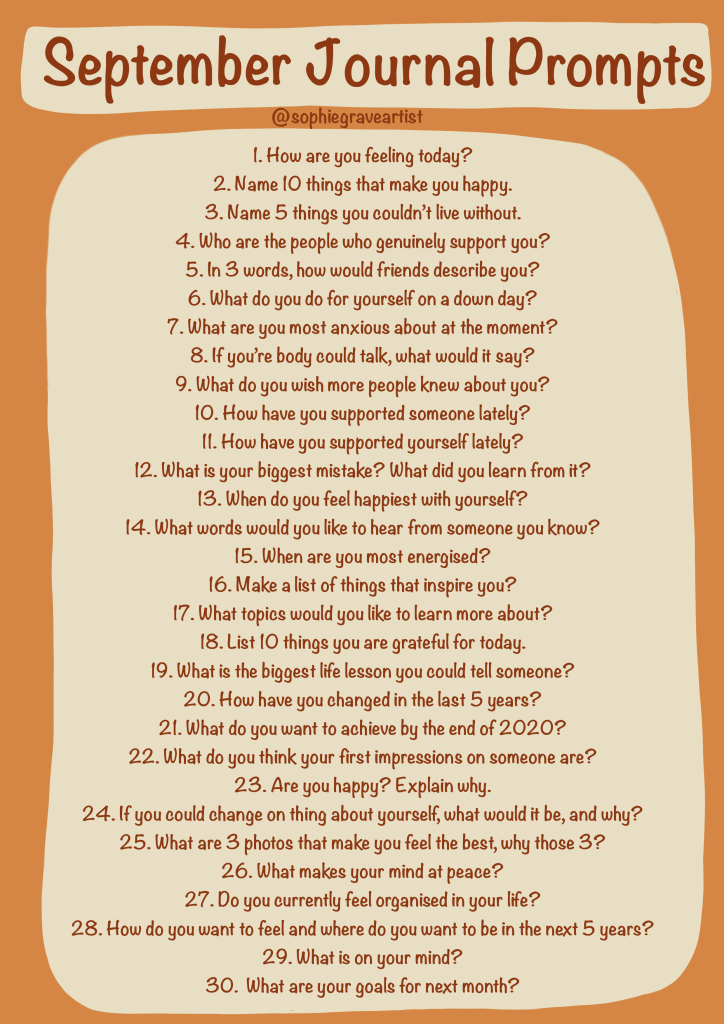 September Journal Prompts
@sophiegraveartist
1. How are you feeling today?
2. Name 10 things that make you happy.
3. Name 5 things you couldn't live without.
4. Who are the people who genuinely support you?
5. In 3 words, how would friends describe you?
6. What do you do for yourself on a down day?
7. What are you most anxious about at the moment?
8. If you're body could talk, what would it say?
9. What do you wish more people knew about you?
10. How have you supported someone lately?
11. How have you supported yourself lately?
12. What is your biggest mistake? What did you learn from it?
13. When do you feel happiest with yourself?
14. What words would you like to hear from someone you know?
15. When are you most energised?
16. Make a list of things that inspire you?
17. What topics would you like to learn more about?
18. List 10 things you are grateful for today.
19. What is the biggest life lesson you could tell someone?
20. How have you changed in the last 5 years?
21. What do you want to achieve by the end of 2020?
22. What do you think your first impressions on someone are?
23. Are you happy? Explain why.
24. If you could change on thing about yourself, what would it be, and why?
25. What are 3 photos that make you feel the best, why those 3?
26. What makes your mind at peace?
27. Do you currently feel organised in your life?
28. How do you want to feel and where do you want to be in the next 5 years?
29. What is on your mind?
30. What are your goals for next month?